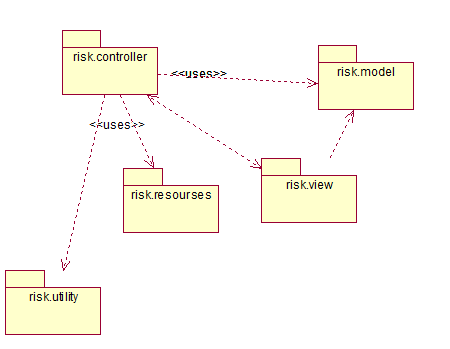 risk.controller
<<uses>>
risk.model
<<uses>>
risk.resourses
risk.view
risk.utility